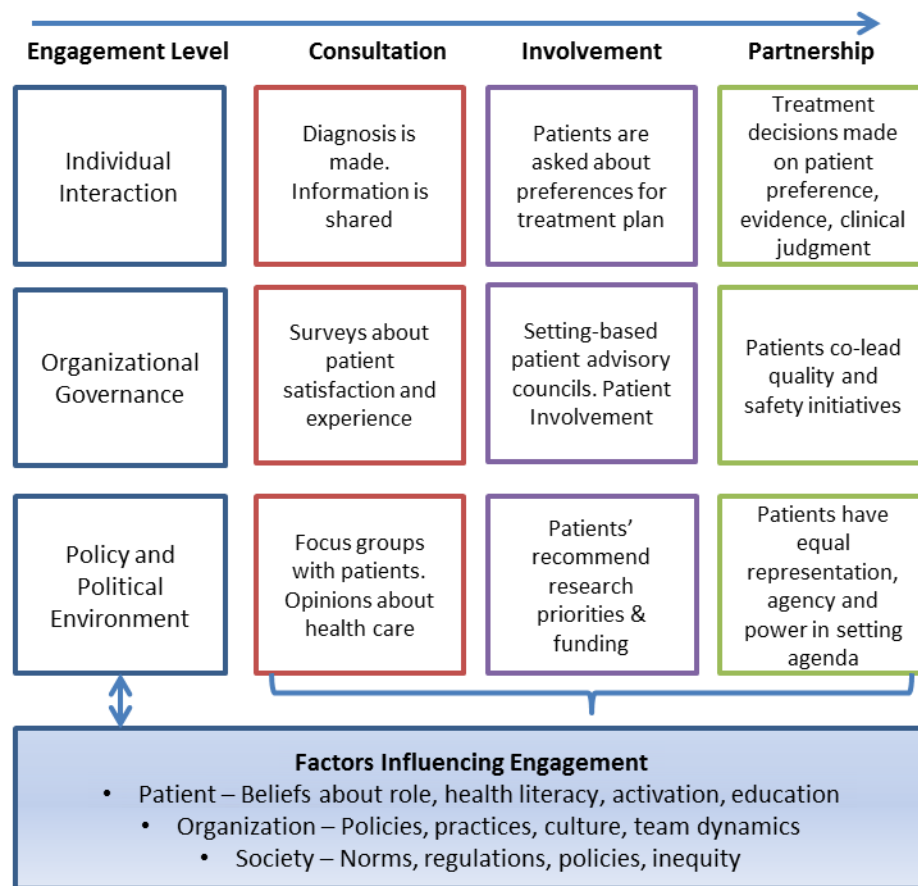 Engagement Level
Consultation
Involvement
Partnership
Individual
Interaction
Diagnosis is
made.
Information is
shared
Patients are
asked about
preferences for
treatment plan
Treatment
decisions made
on patient
preference,
evidence, clinical
judgment
Organizational
Governance
Surveys about
patient
satisfaction and
experience
Setting-based
patient advisory
councils. Patient
Involvement
Patients co-lead
quality and
safety initiatives
Policy and
Political
Environment
Focus groups
with patients.
Opinions about
health care
Patients’
recommend
research
priorities &
funding
Patients have
equal
representation,
agency and
power in setting
agenda
Factors Influencing Engagement
• Patient – Beliefs about role, health literacy, activation, education
• Organization – Policies, practices, culture, team dynamics
• Society – Norms, regulations, policies, inequity